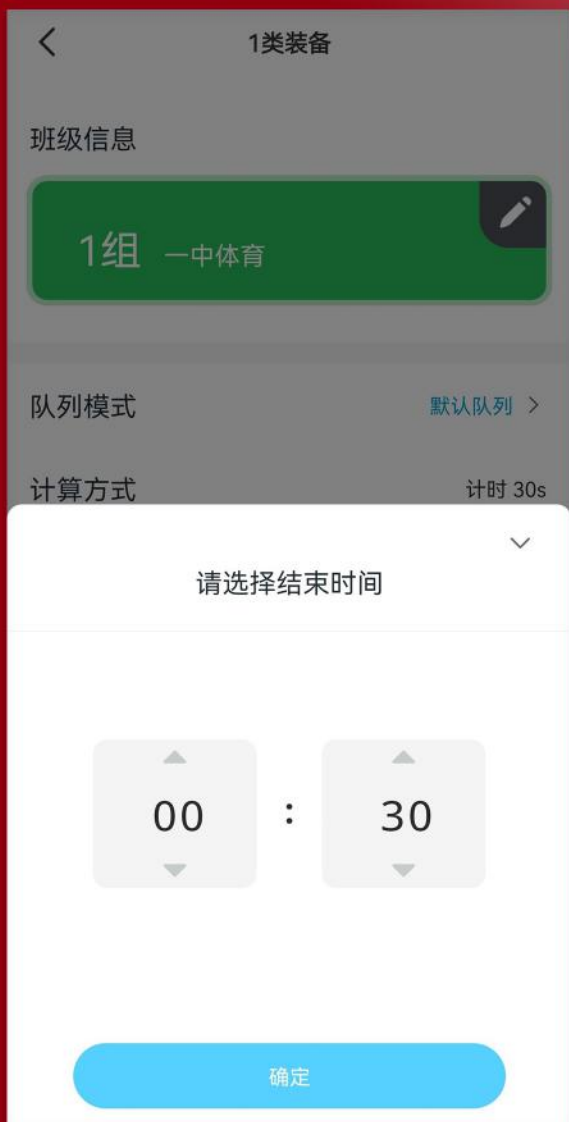 1类装备
班级信息
1组 一中体育
队列模式 默认队列
计算方式 计时 30s
请选择结束时间
00 : 30
确定